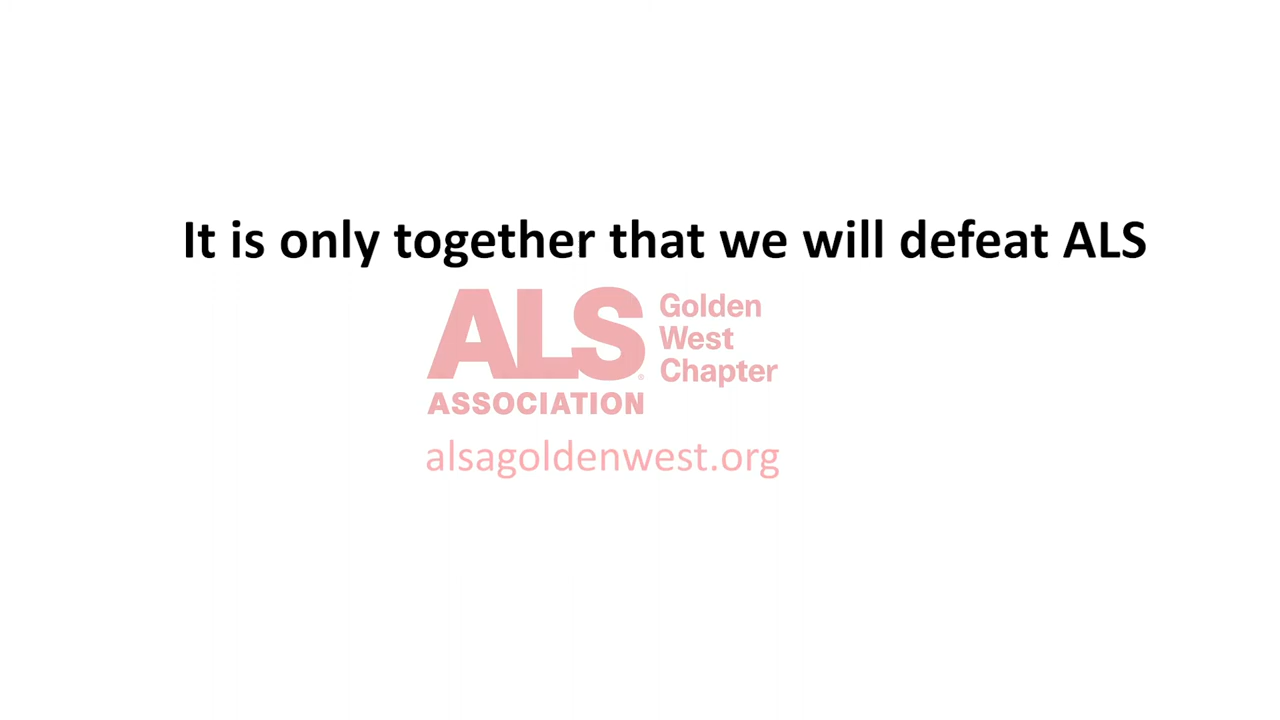 It is only together that we will defeat ALS
ALS
ASSOCIATION
Golden
West
Chapter
alsagoldenwest.org